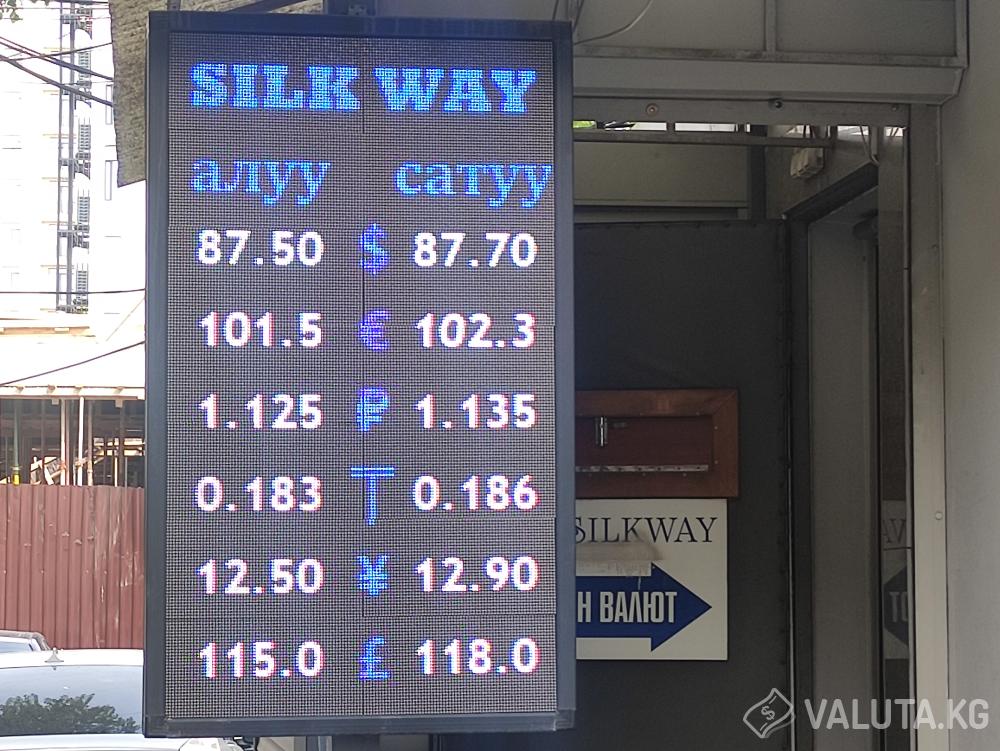 SILK WAY
алуу сатуу
87.50 $ 87.70
101.5 € 102.3
1.125 ₽ 1.135
0.183 ₸ 0.186
12.50 ¥ 12.90
115.0 £ 118.0
SILKWAY
Н ВАЛЮТ
VALUTA.KG